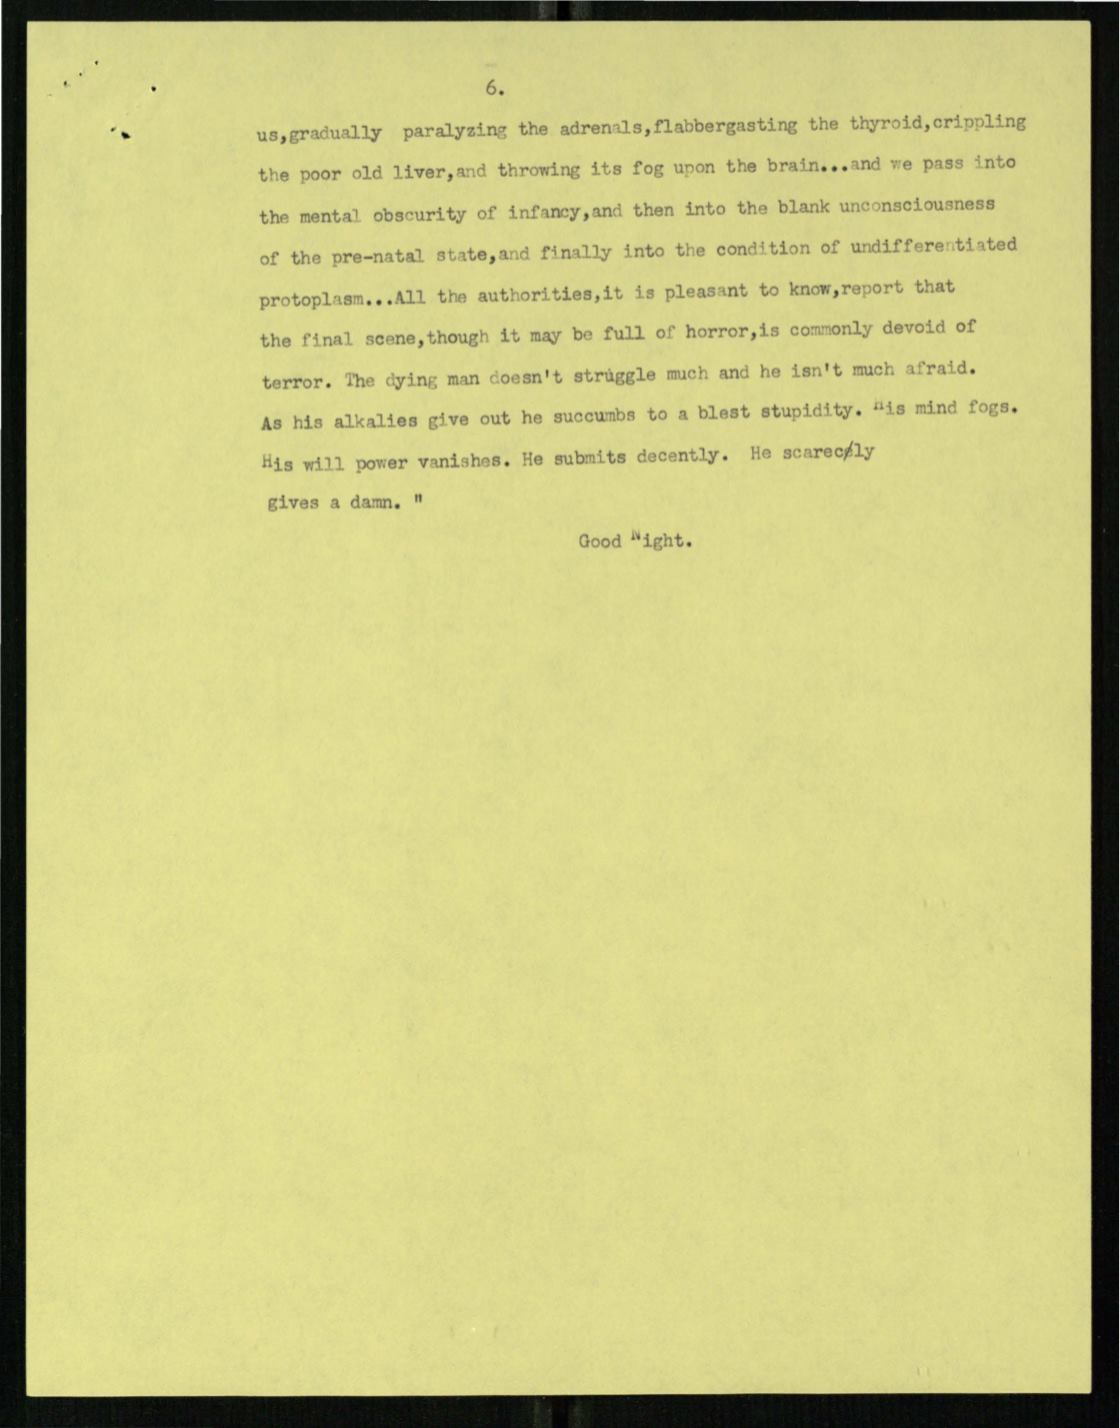 6.
us,gradually  paralyzing the adrenals,flabbergasting the thyroid,crippling
the poor old liver,and throwing its fog upon the brain...and we pass into
the mental obscurity of infancy,and then into the blank unconsciousness
of the pre-natal state,and finally into the condition of undifferentiated
protoplasm...All the authorities,it is pleasant to know,report that
the final scene,though it may be full of horror,is commonly devoid of
terror. The dying man doesn't struggle much and he isn't much afraid.
As his alkalies give out he succumbs to a blest stupidity. His mind fogs.
His will power vanishes. He submits decently.  He scarecly
gives a damn. "
Good Night.